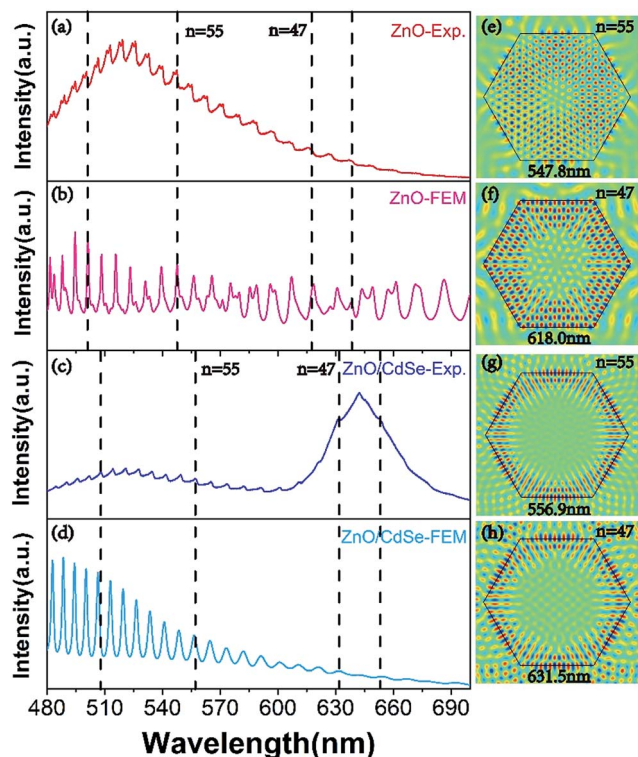 (a) n=55 n=47 ZnO-Exp.
Intensity(a.u.)
(b) ZnO-FEM
Intensity(a.u.)
(c) n=55 n=47 ZnO/CdSe-Exp.
Intensity(a.u.)
(d) ZnO/CdSe-FEM
Intensity(a.u.)
480 510 540 570 600 630 660 690
Wavelength(nm)
(e) n=55
547.8nm
(f) n=47
618.0nm
(g) n=55
556.9nm
(h) n=47
631.5nm